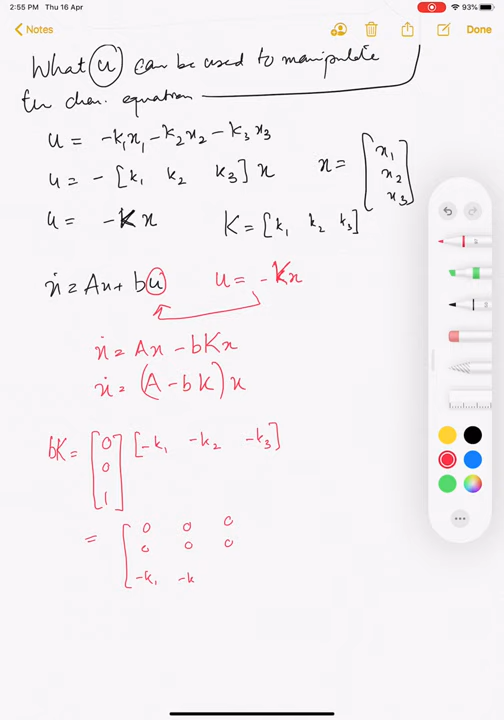 2:55 PM Thu 16 Apr 93%
Notes Done
What u can be used to manipulate
the char. equation
u = -k₁x₁ - k₂x₂ - k₃x₃
u = - [k₁ k₂ k₃] x x = [x₁ x₂ x₃]
u = -Kx K = [k₁ k₂ k₃]
ẋ = Ax + bu u = -Kx
ẋ = Ax - bKx
ẋ = (A - bK) x
bK = [0 0 1] [-k₁ -k₂ -k₃]
= [0 0 0
0 0 0
-k₁ -k